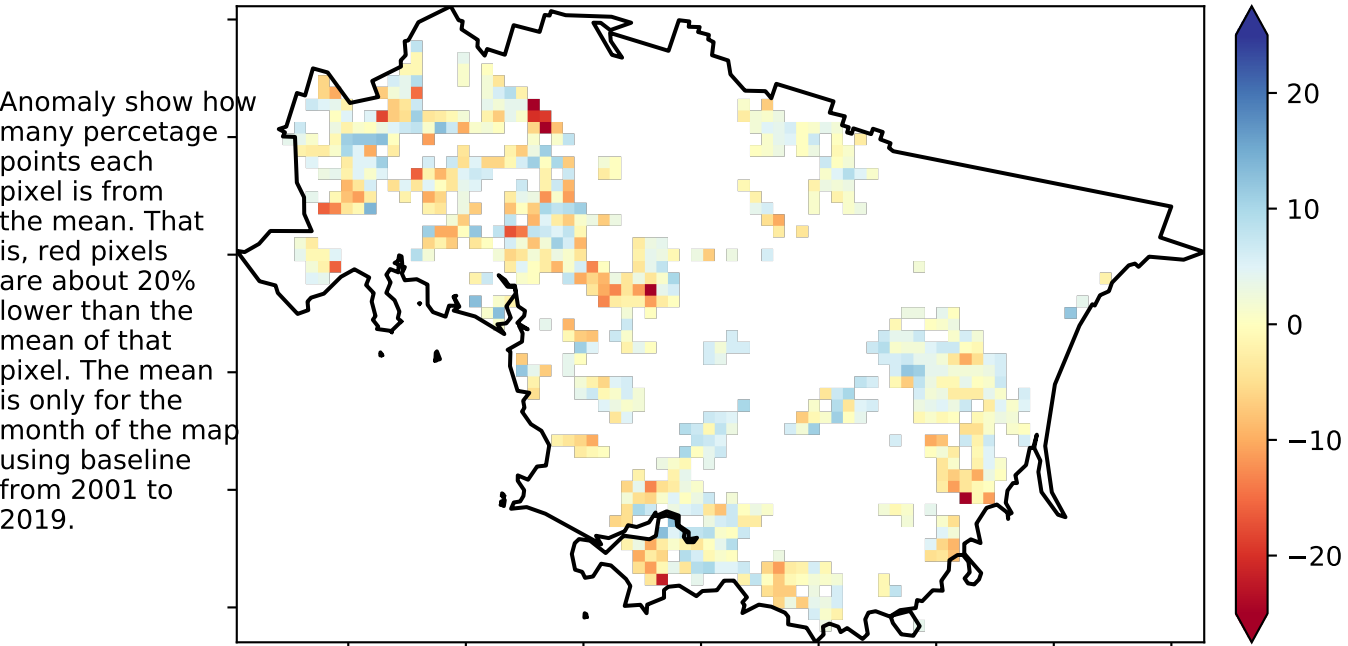 Anomaly show how
many percetage
points each
pixel is from
the mean. That
is, red pixels
are about 20%
lower than the
mean of that
pixel. The mean
is only for the
month of the map
using baseline
from 2001 to
2019.
20
10
0
−10
−20